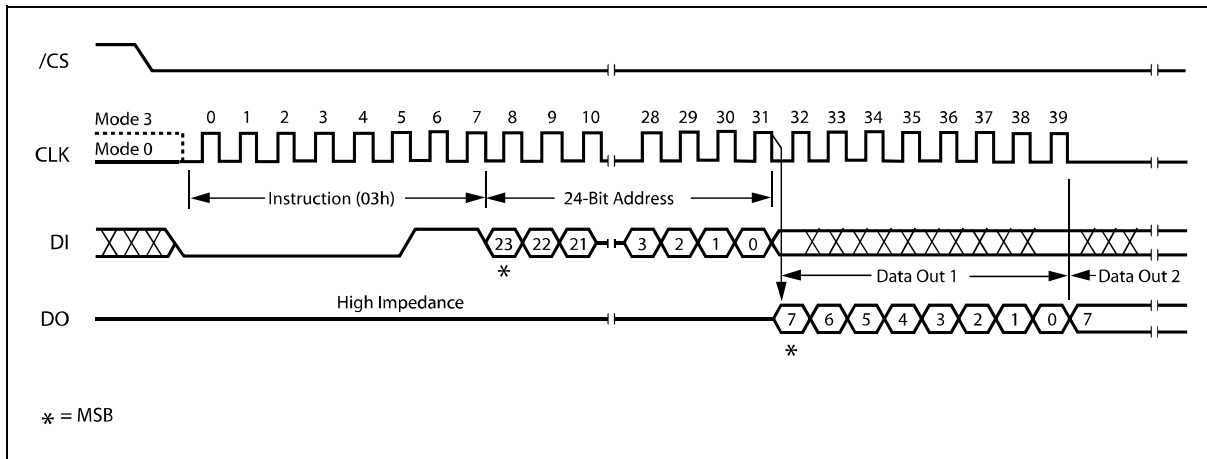 /CS
Mode 3
Mode 0
CLK
0 1 2 3 4 5 6 7 8 9 10 28 29 30 31 32 33 34 35 36 37 38 39
Instruction (03h) 24-Bit Address
DI
23 22 21 3 2 1 0
*
Data Out 1 Data Out 2
High Impedance
DO
7 6 5 4 3 2 1 0 7
*
* = MSB